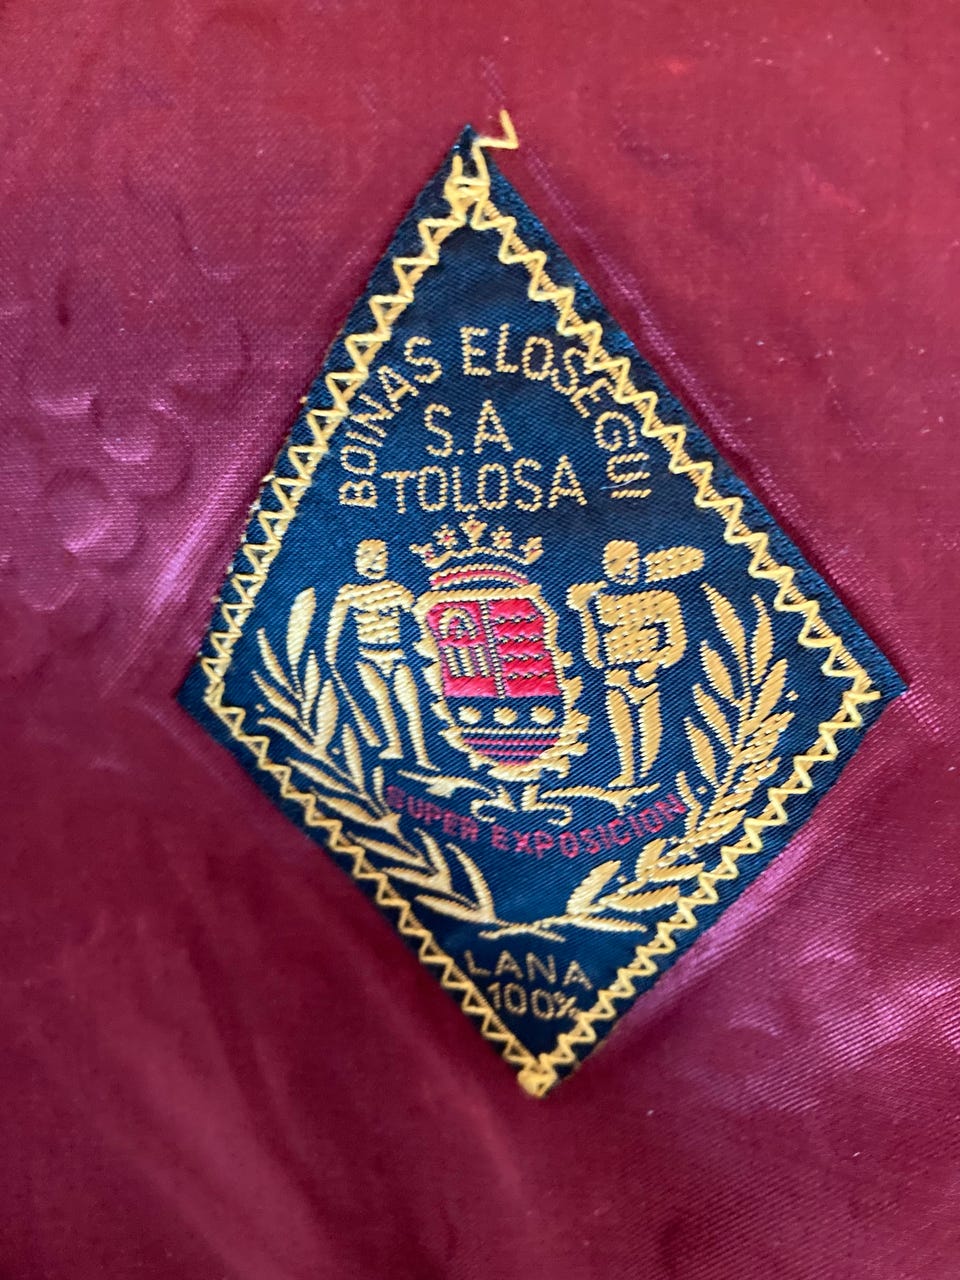 BOINAS ELOSEGUI
S.A
TOLOSA
SUPER EXPOSICION
LANA
100%